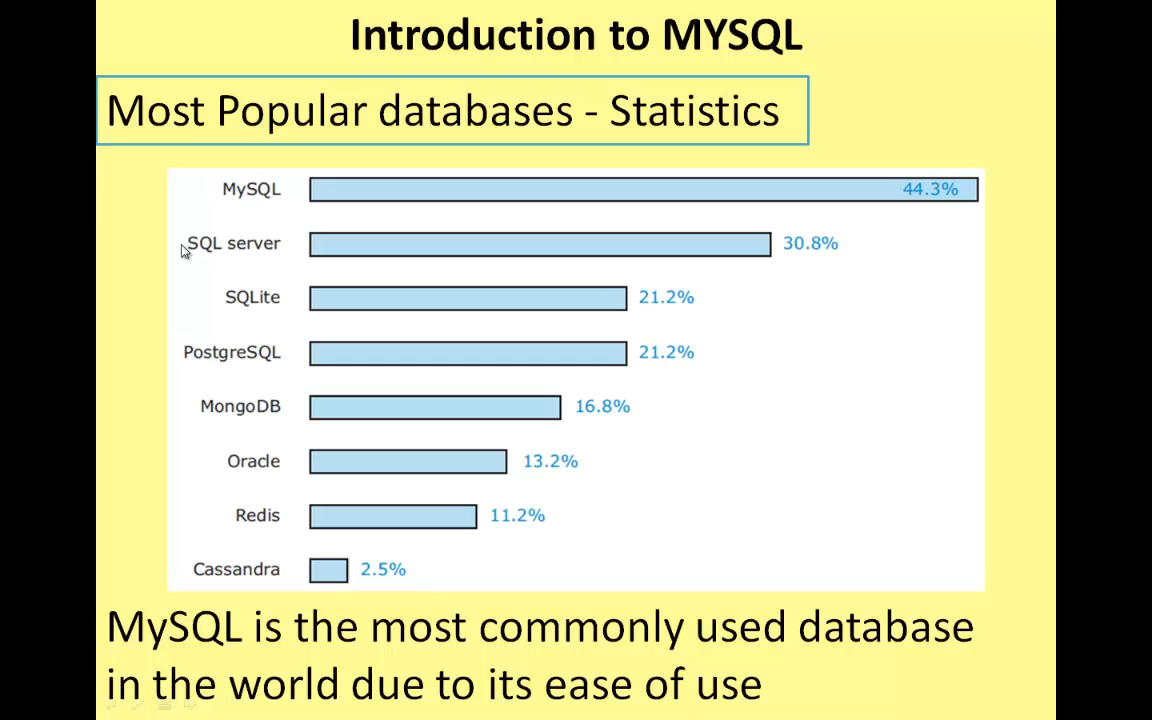 Introduction to MYSQL
Most Popular databases - Statistics
MySQL 44.3%
SQL server 30.8%
SQLite 21.2%
PostgreSQL 21.2%
MongoDB 16.8%
Oracle 13.2%
Redis 11.2%
Cassandra 2.5%
MySQL is the most commonly used database
in the world due to its ease of use